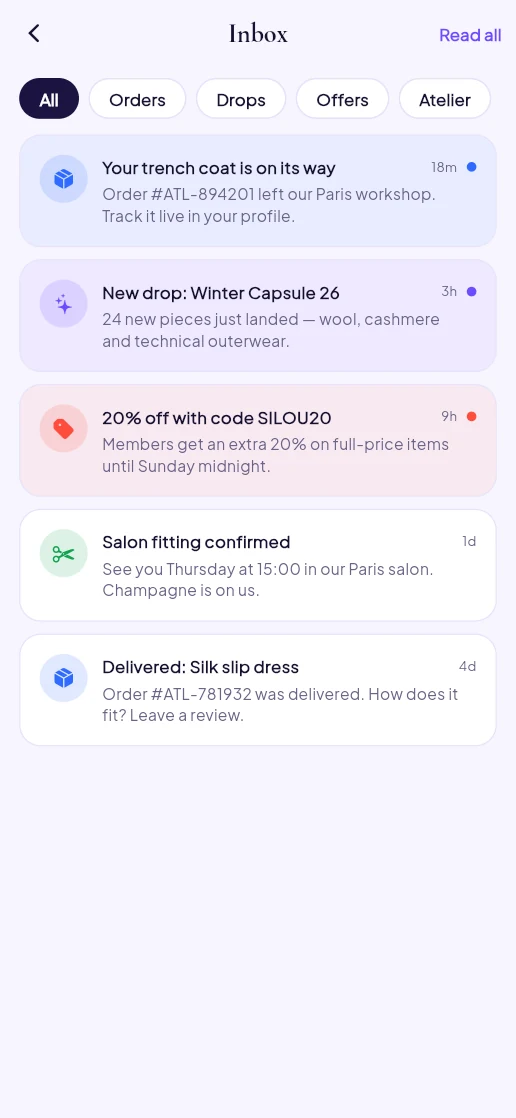 Inbox
Read all
All
Orders
Drops
Offers
Atelier
Your trench coat is on its way
18m
Order #ATL-894201 left our Paris workshop.
Track it live in your profile.
New drop: Winter Capsule 26
3h
24 new pieces just landed — wool, cashmere
and technical outerwear.
20% off with code SILOU20
9h
Members get an extra 20% on full-price items
until Sunday midnight.
Salon fitting confirmed
1d
See you Thursday at 15:00 in our Paris salon.
Champagne is on us.
Delivered: Silk slip dress
4d
Order #ATL-781932 was delivered. How does it
fit? Leave a review.